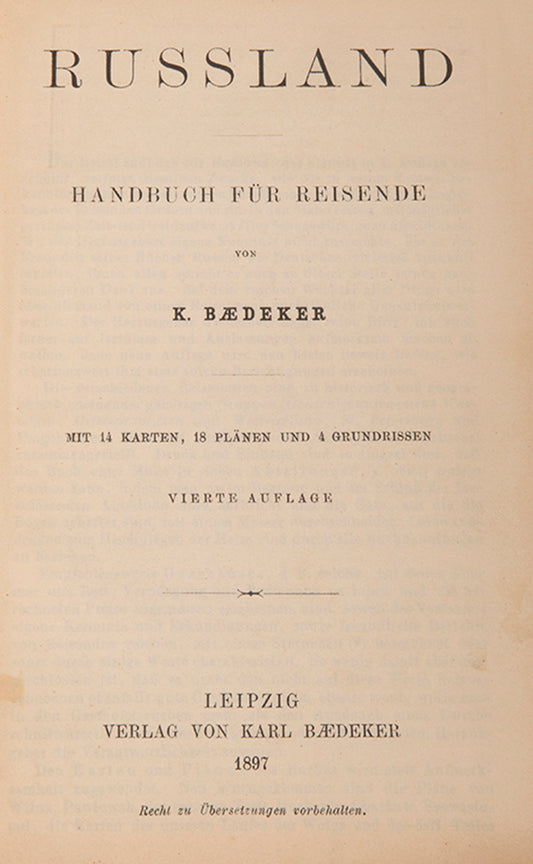 RUSSLAND
HANDBUCH FÜR REISENDE
VON
K. BÆDEKER
MIT 14 KARTEN, 18 PLÄNEN UND 4 GRUNDRISSEN
VIERTE AUFLAGE
LEIPZIG
VERLAG VON KARL BÆDEKER
1897
Recht zu Übersetzungen vorbehalten.